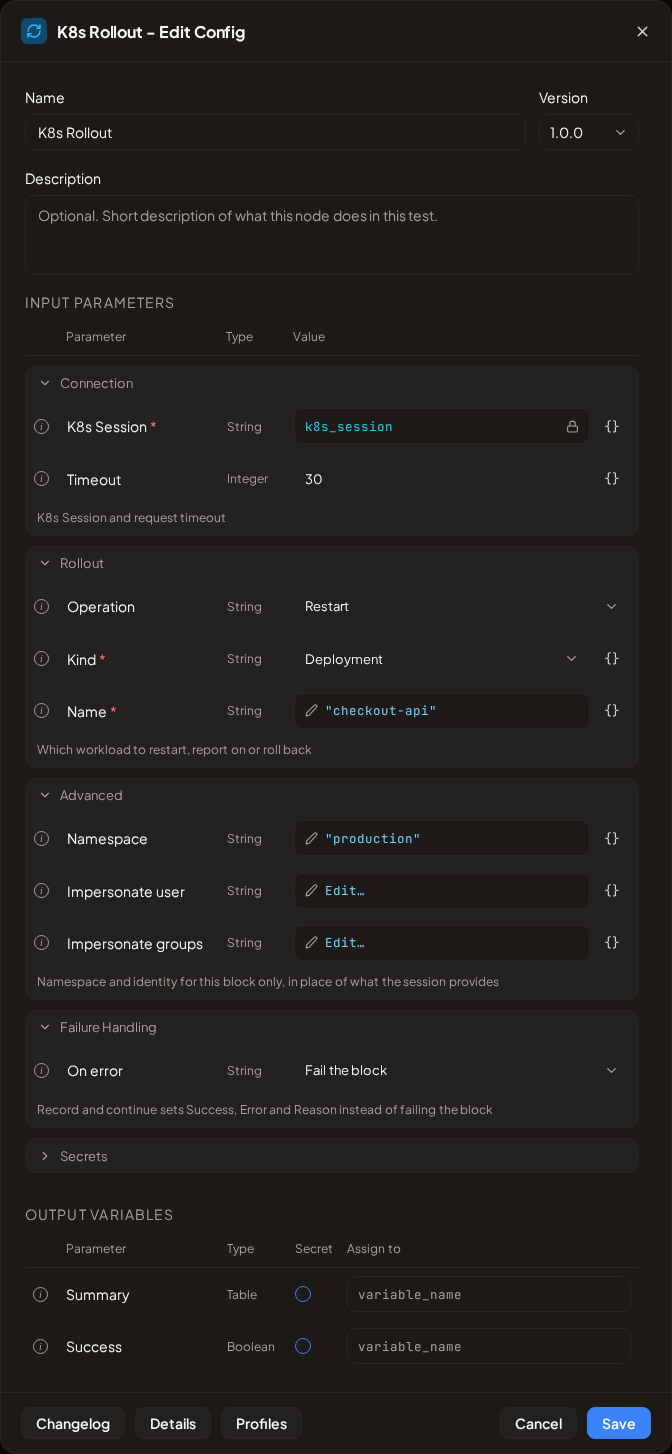 K8s Rollout - Edit Config
Name
Version
K8s Rollout
1.0.0
Description
Optional. Short description of what this node does in this test.
INPUT PARAMETERS
Parameter Type Value
Connection
K8s Session * String k8s_session {}
Timeout Integer 30 {}
K8s Session and request timeout
Rollout
Operation String Restart
Kind * String Deployment {}
Name * String "checkout-api" {}
Which workload to restart, report on or roll back
Advanced
Namespace String "production" {}
Impersonate user String Edit… {}
Impersonate groups String Edit… {}
Namespace and identity for this block only, in place of what the session provides
Failure Handling
On error String Fail the block
Record and continue sets Success, Error and Reason instead of failing the block
Secrets
OUTPUT VARIABLES
Parameter Type Secret Assign to
Summary Table variable_name
Success Boolean variable_name
Changelog Details Profiles Cancel Save